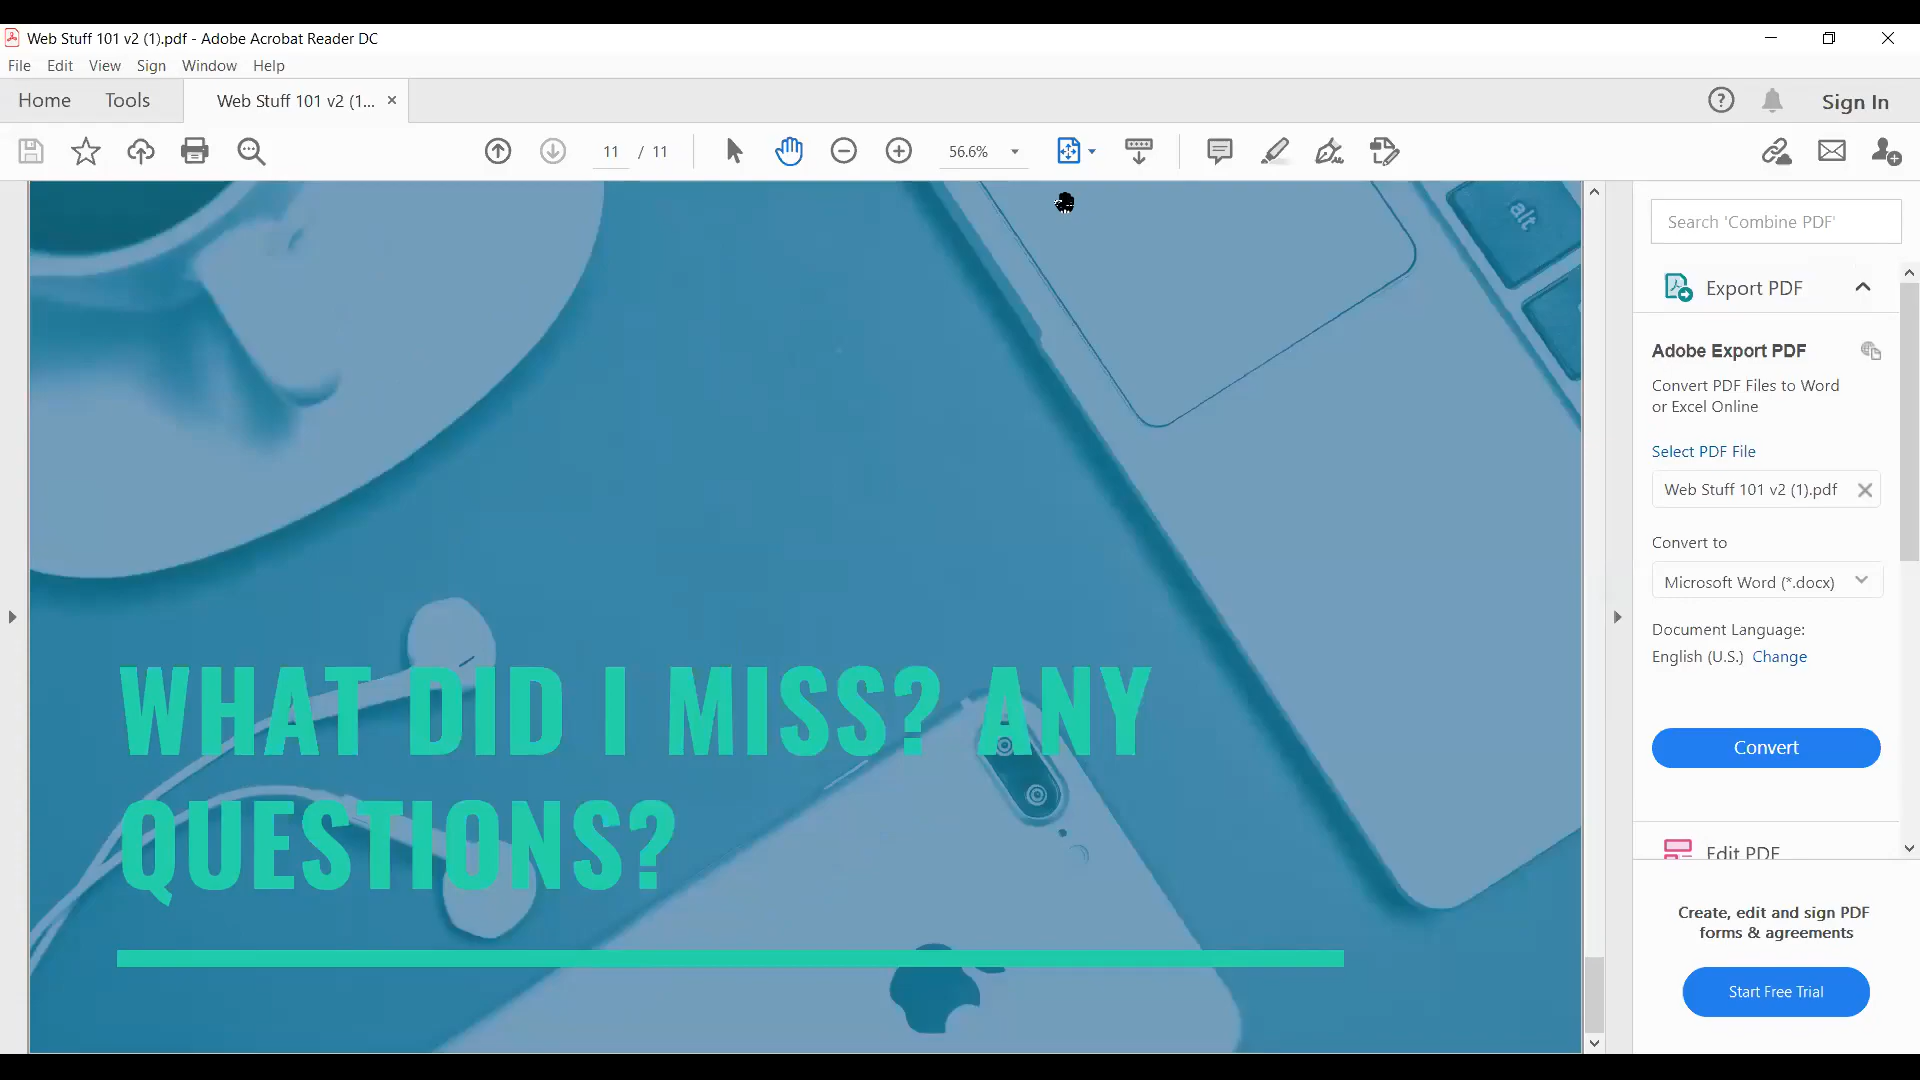 Web Stuff 101 v2 (1).pdf - Adobe Acrobat Reader DC
File Edit View Sign Window Help
Home Tools Web Stuff 101 v2 (1... Sign In
11 / 11 56.6%
alt
Search 'Combine PDF'
Export PDF
Adobe Export PDF
Convert PDF Files to Word
or Excel Online
Select PDF File
Web Stuff 101 v2 (1).pdf
Convert to
Microsoft Word (*.docx)
Document Language:
English (U.S.) Change
Convert
Edit PDF
Create, edit and sign PDF
forms & agreements
Start Free Trial
WHAT DID I MISS? ANY
QUESTIONS?